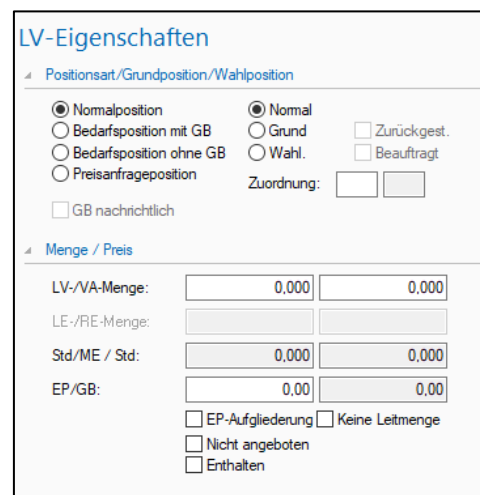 LV-Eigenschaften
Positionsart/Grundposition/Wahlposition
Normalposition Normal
Bedarfsposition mit GB Grund Zurückgest.
Bedarfsposition ohne GB Wahl. Beauftragt
Preisanfrageposition Zuordnung:
GB nachrichtlich
Menge / Preis
LV-/VA-Menge: 0,000 0,000
LE-/RE-Menge:
Std/ME / Std: 0,000 0,000
EP/GB: 0,00 0,00
EP-Aufgliederung Keine Leitmenge
Nicht angeboten
Enthalten